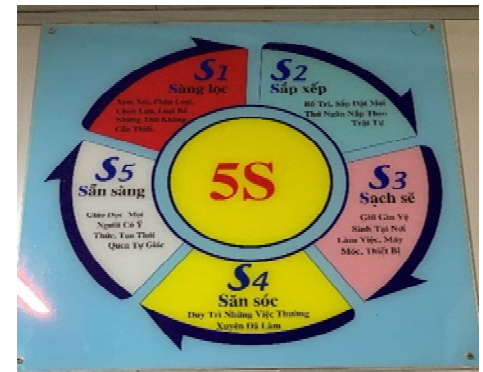 S1
Sàng lọc
Xem Xét, Phân Loại,
Chọn Lựa, Loại Bỏ
Những Thứ Không
Cần Thiết.
S2
Sắp xếp
Bố Trí, Sắp Đặt Mọi
Thứ Ngăn Nắp Theo
Trật Tự
S3
Sạch sẽ
Giữ Gìn Vệ
Sinh Tại Nơi
Làm Việc, Máy
Móc, Thiết Bị
S4
Săn sóc
Duy Trì Những Việc Thường
Xuyên Đã Làm
S5
Sẵn sàng
Giáo Dục Mọi
Người Có Ý
Thức, Tạo Thói
Quen Tự Giác
5S